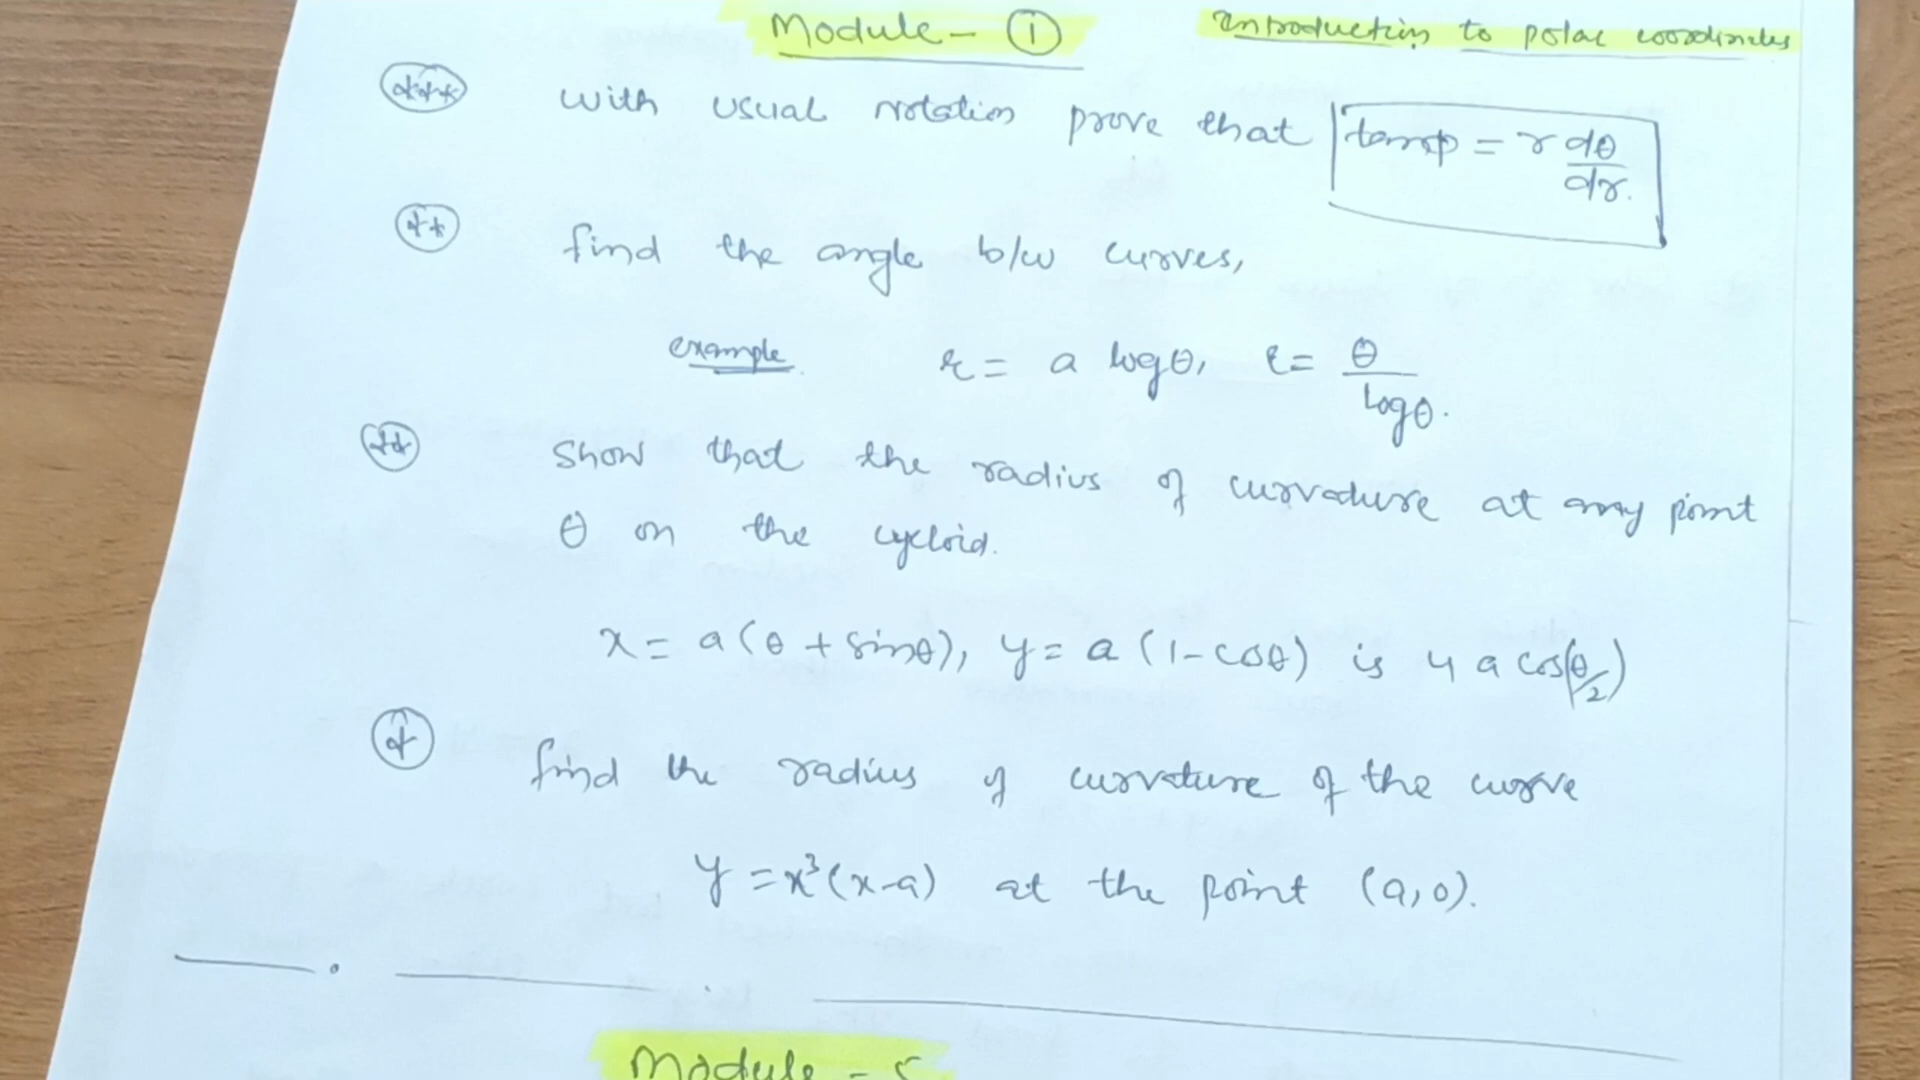 Module - ①
Introduction to polar coordinates
*** with usual notation prove that tanφ = r dθ/dr.
** find the angle b/w curves,
example r = a logθ, r = θ/logθ.
** Show that the radius of curvature at any point
θ on the cycloid.
x = a(θ + sinθ), y = a(1-cosθ) is 4 a cos(θ/2)
* find the radius of curvature of the curve
y = x³(x-a) at the point (a,0).
Module - 5